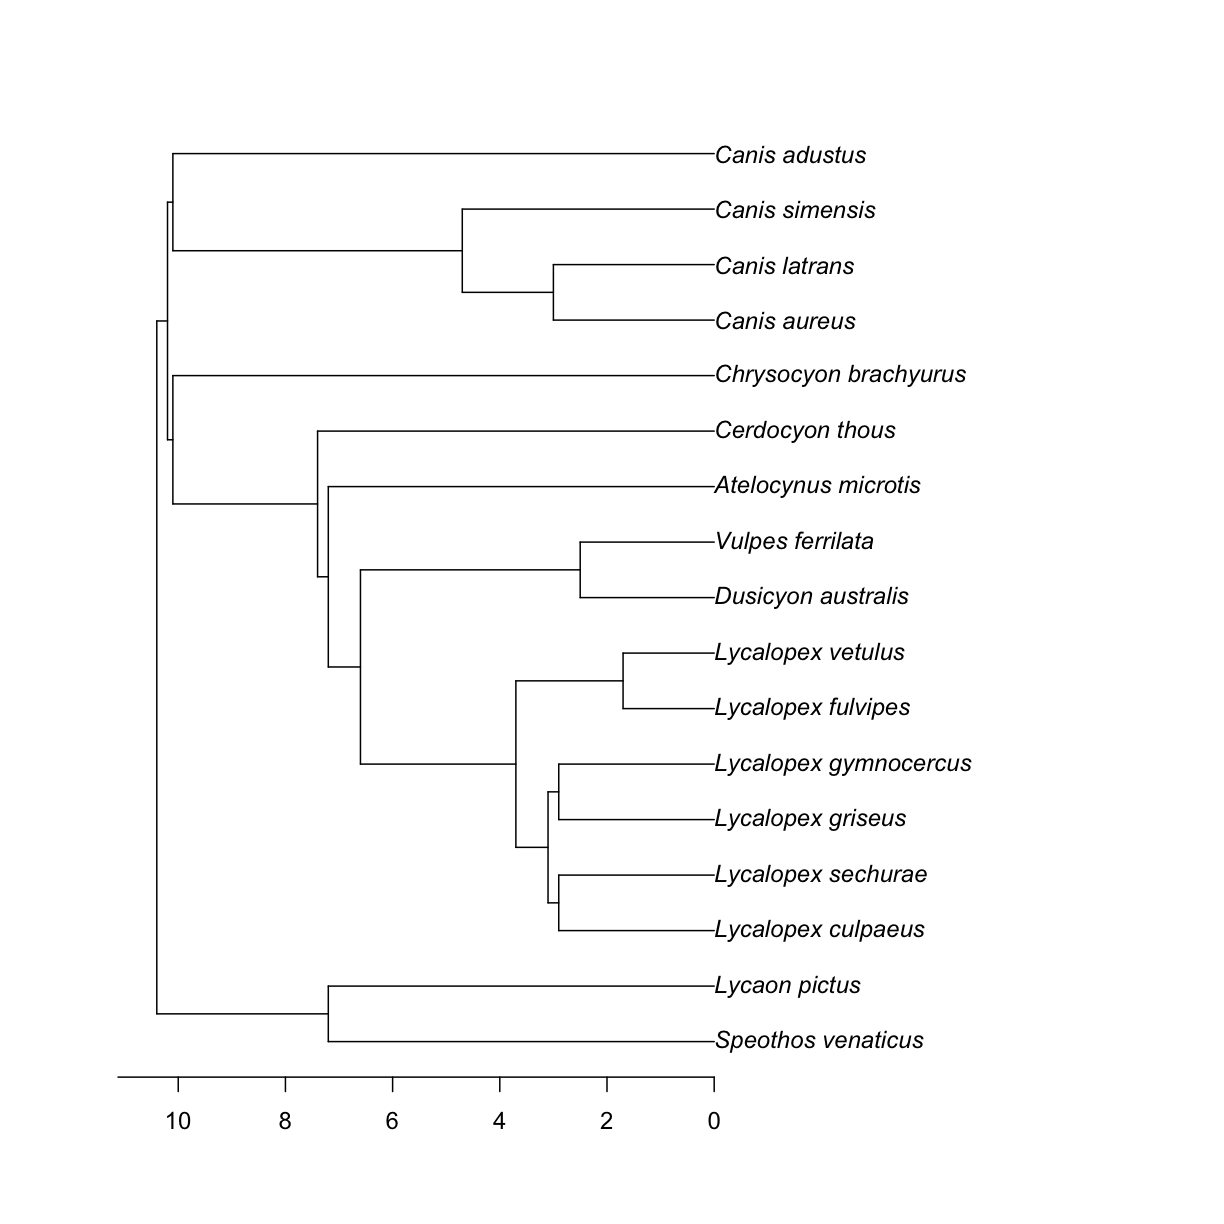 Canis adustus
Canis simensis
Canis latrans
Canis aureus
Chrysocyon brachyurus
Cerdocyon thous
Atelocynus microtis
Vulpes ferrilata
Dusicyon australis
Lycalopex vetulus
Lycalopex fulvipes
Lycalopex gymnocercus
Lycalopex griseus
Lycalopex sechurae
Lycalopex culpaeus
Lycaon pictus
Speothos venaticus
10 8 6 4 2 0